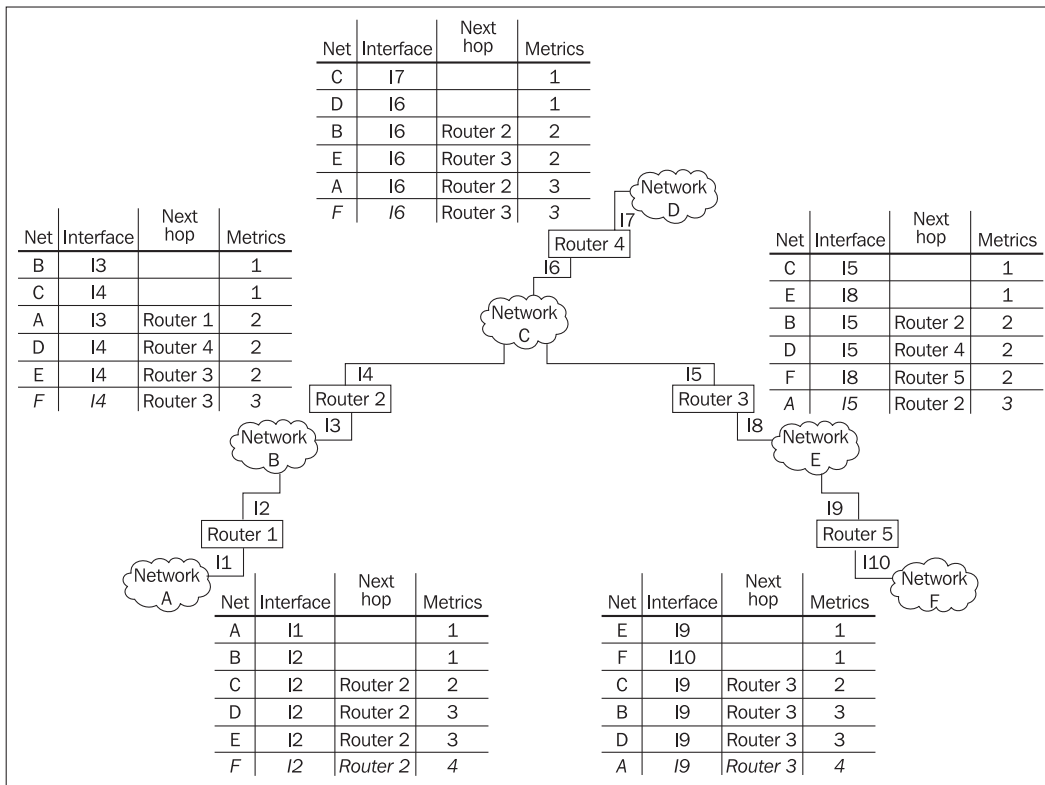 Net Interface Next hop Metrics
C I7 1
D I6 1
B I6 Router 2 2
E I6 Router 3 2
A I6 Router 2 3
F I6 Router 3 3
Network D
I7
Router 4
I6
Network C
Net Interface Next hop Metrics
B I3 1
C I4 1
A I3 Router 1 2
D I4 Router 4 2
E I4 Router 3 2
F I4 Router 3 3
Net Interface Next hop Metrics
C I5 1
E I8 1
B I5 Router 2 2
D I5 Router 4 2
F I8 Router 5 2
A I5 Router 2 3
I4
Router 2
I3
Network B
I2
Router 1
I1
Network A
I5
Router 3
I8
Network E
I9
Router 5
I10
Network F
Net Interface Next hop Metrics
A I1 1
B I2 1
C I2 Router 2 2
D I2 Router 2 3
E I2 Router 2 3
F I2 Router 2 4
Net Interface Next hop Metrics
E I9 1
F I10 1
C I9 Router 3 2
B I9 Router 3 3
D I9 Router 3 3
A I9 Router 3 4